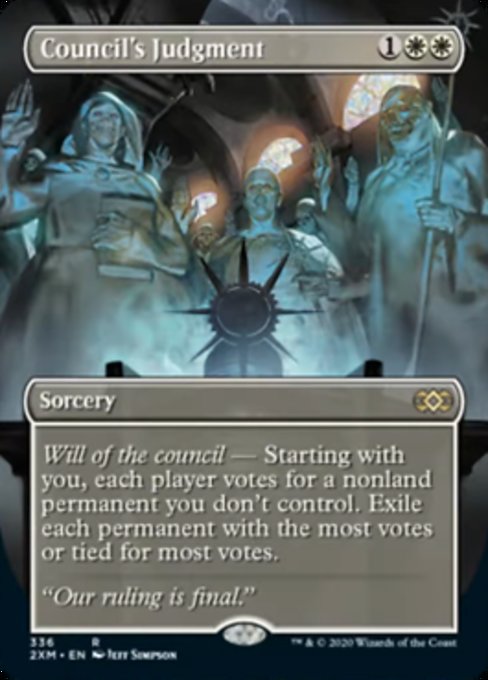 Council's Judgment 1
Sorcery
Will of the council — Starting with
you, each player votes for a nonland
permanent you don't control. Exile
each permanent with the most votes
or tied for most votes.
"Our ruling is final."
336 R
2XM • EN Jeff Simpson
™ & © 2020 Wizards of the Coast